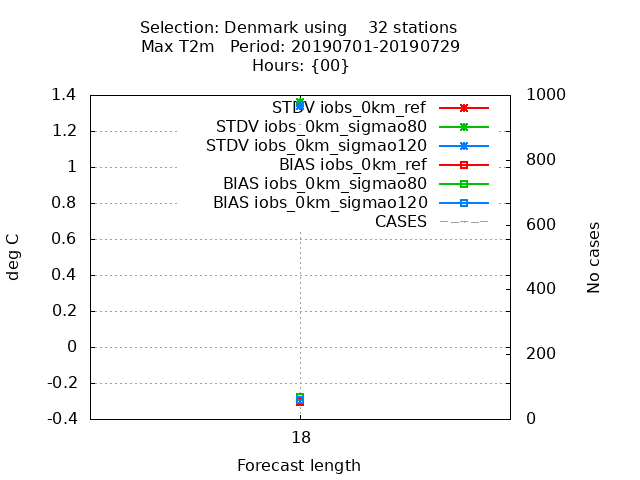 Selection: Denmark using    32 stations
Max T2m   Period: 20190701-20190729
Hours: {00}
1.4
1.2
1
0.8
0.6
0.4
0.2
0
-0.2
-0.4
1000
800
600
400
200
0
STDV iobs_0km_ref
STDV iobs_0km_sigmao80
STDV iobs_0km_sigmao120
BIAS iobs_0km_ref
BIAS iobs_0km_sigmao80
BIAS iobs_0km_sigmao120
CASES
deg C
No cases
18
Forecast length